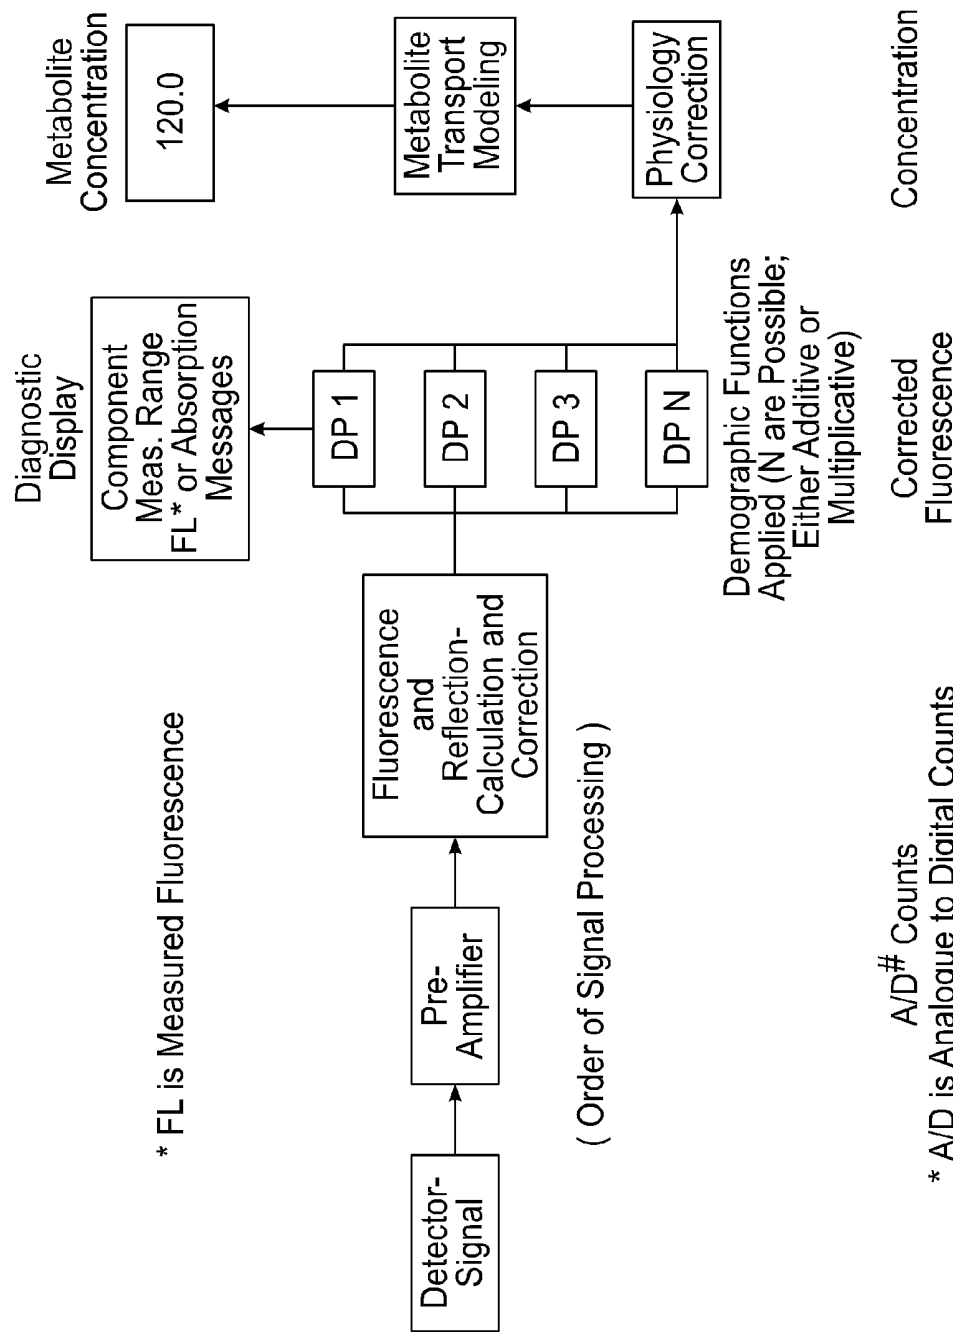 Diagnostic
Display
Metabolite
Concentration
* FL is Measured Fluorescence
Component
Meas. Range
FL* or Absorption
Messages
120.0
Detector-
Signal
Pre-
Amplifier
Fluorescence
and
Reflection-
Calculation and
Correction
DP 1
DP 2
DP 3
DP N
Metabolite
Transport
Modeling
Physiology
Correction
( Order of Signal Processing )
Demographic Functions
Applied (N are Possible;
Either Additive or
Multiplicative)
A/D# Counts
* A/D is Analogue to Digital Counts
Corrected
Fluorescence
Concentration